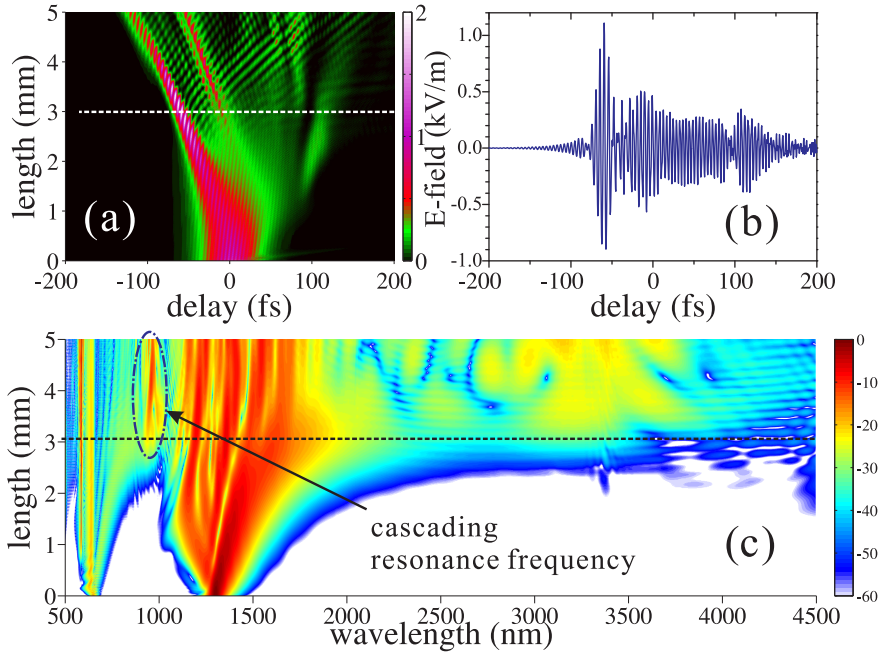 5
4
3
2
1
0
length (mm)
(a)
-200 -100 0 100 200
delay (fs)
2
1
0
E-field (kV/m)
1.0
0.5
0.0
-0.5
-1.0
(b)
-200 -100 0 100 200
delay (fs)
5
4
3
2
1
0
length (mm)
cascading
resonance frequency
(c)
500 1000 1500 2000 2500 3000 3500 4000 4500
wavelength (nm)
0
-10
-20
-30
-40
-50
-60